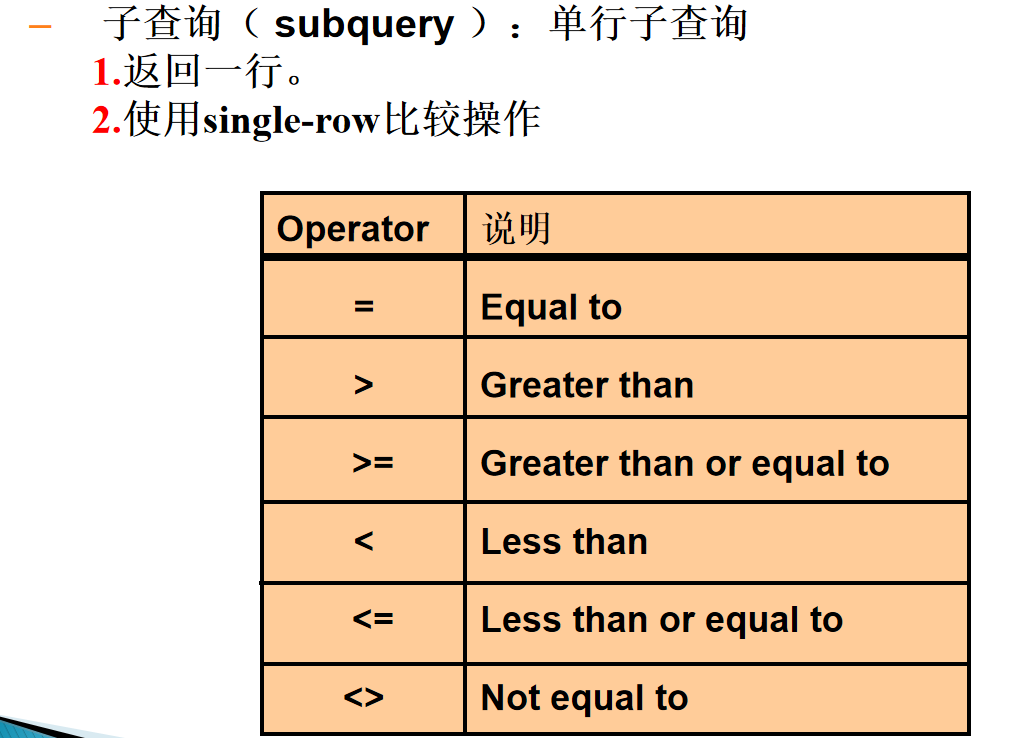 – 子查询（ subquery ）：单行子查询
1.返回一行。
2.使用single-row比较操作
Operator 说明
= Equal to
> Greater than
>= Greater than or equal to
< Less than
<= Less than or equal to
<> Not equal to